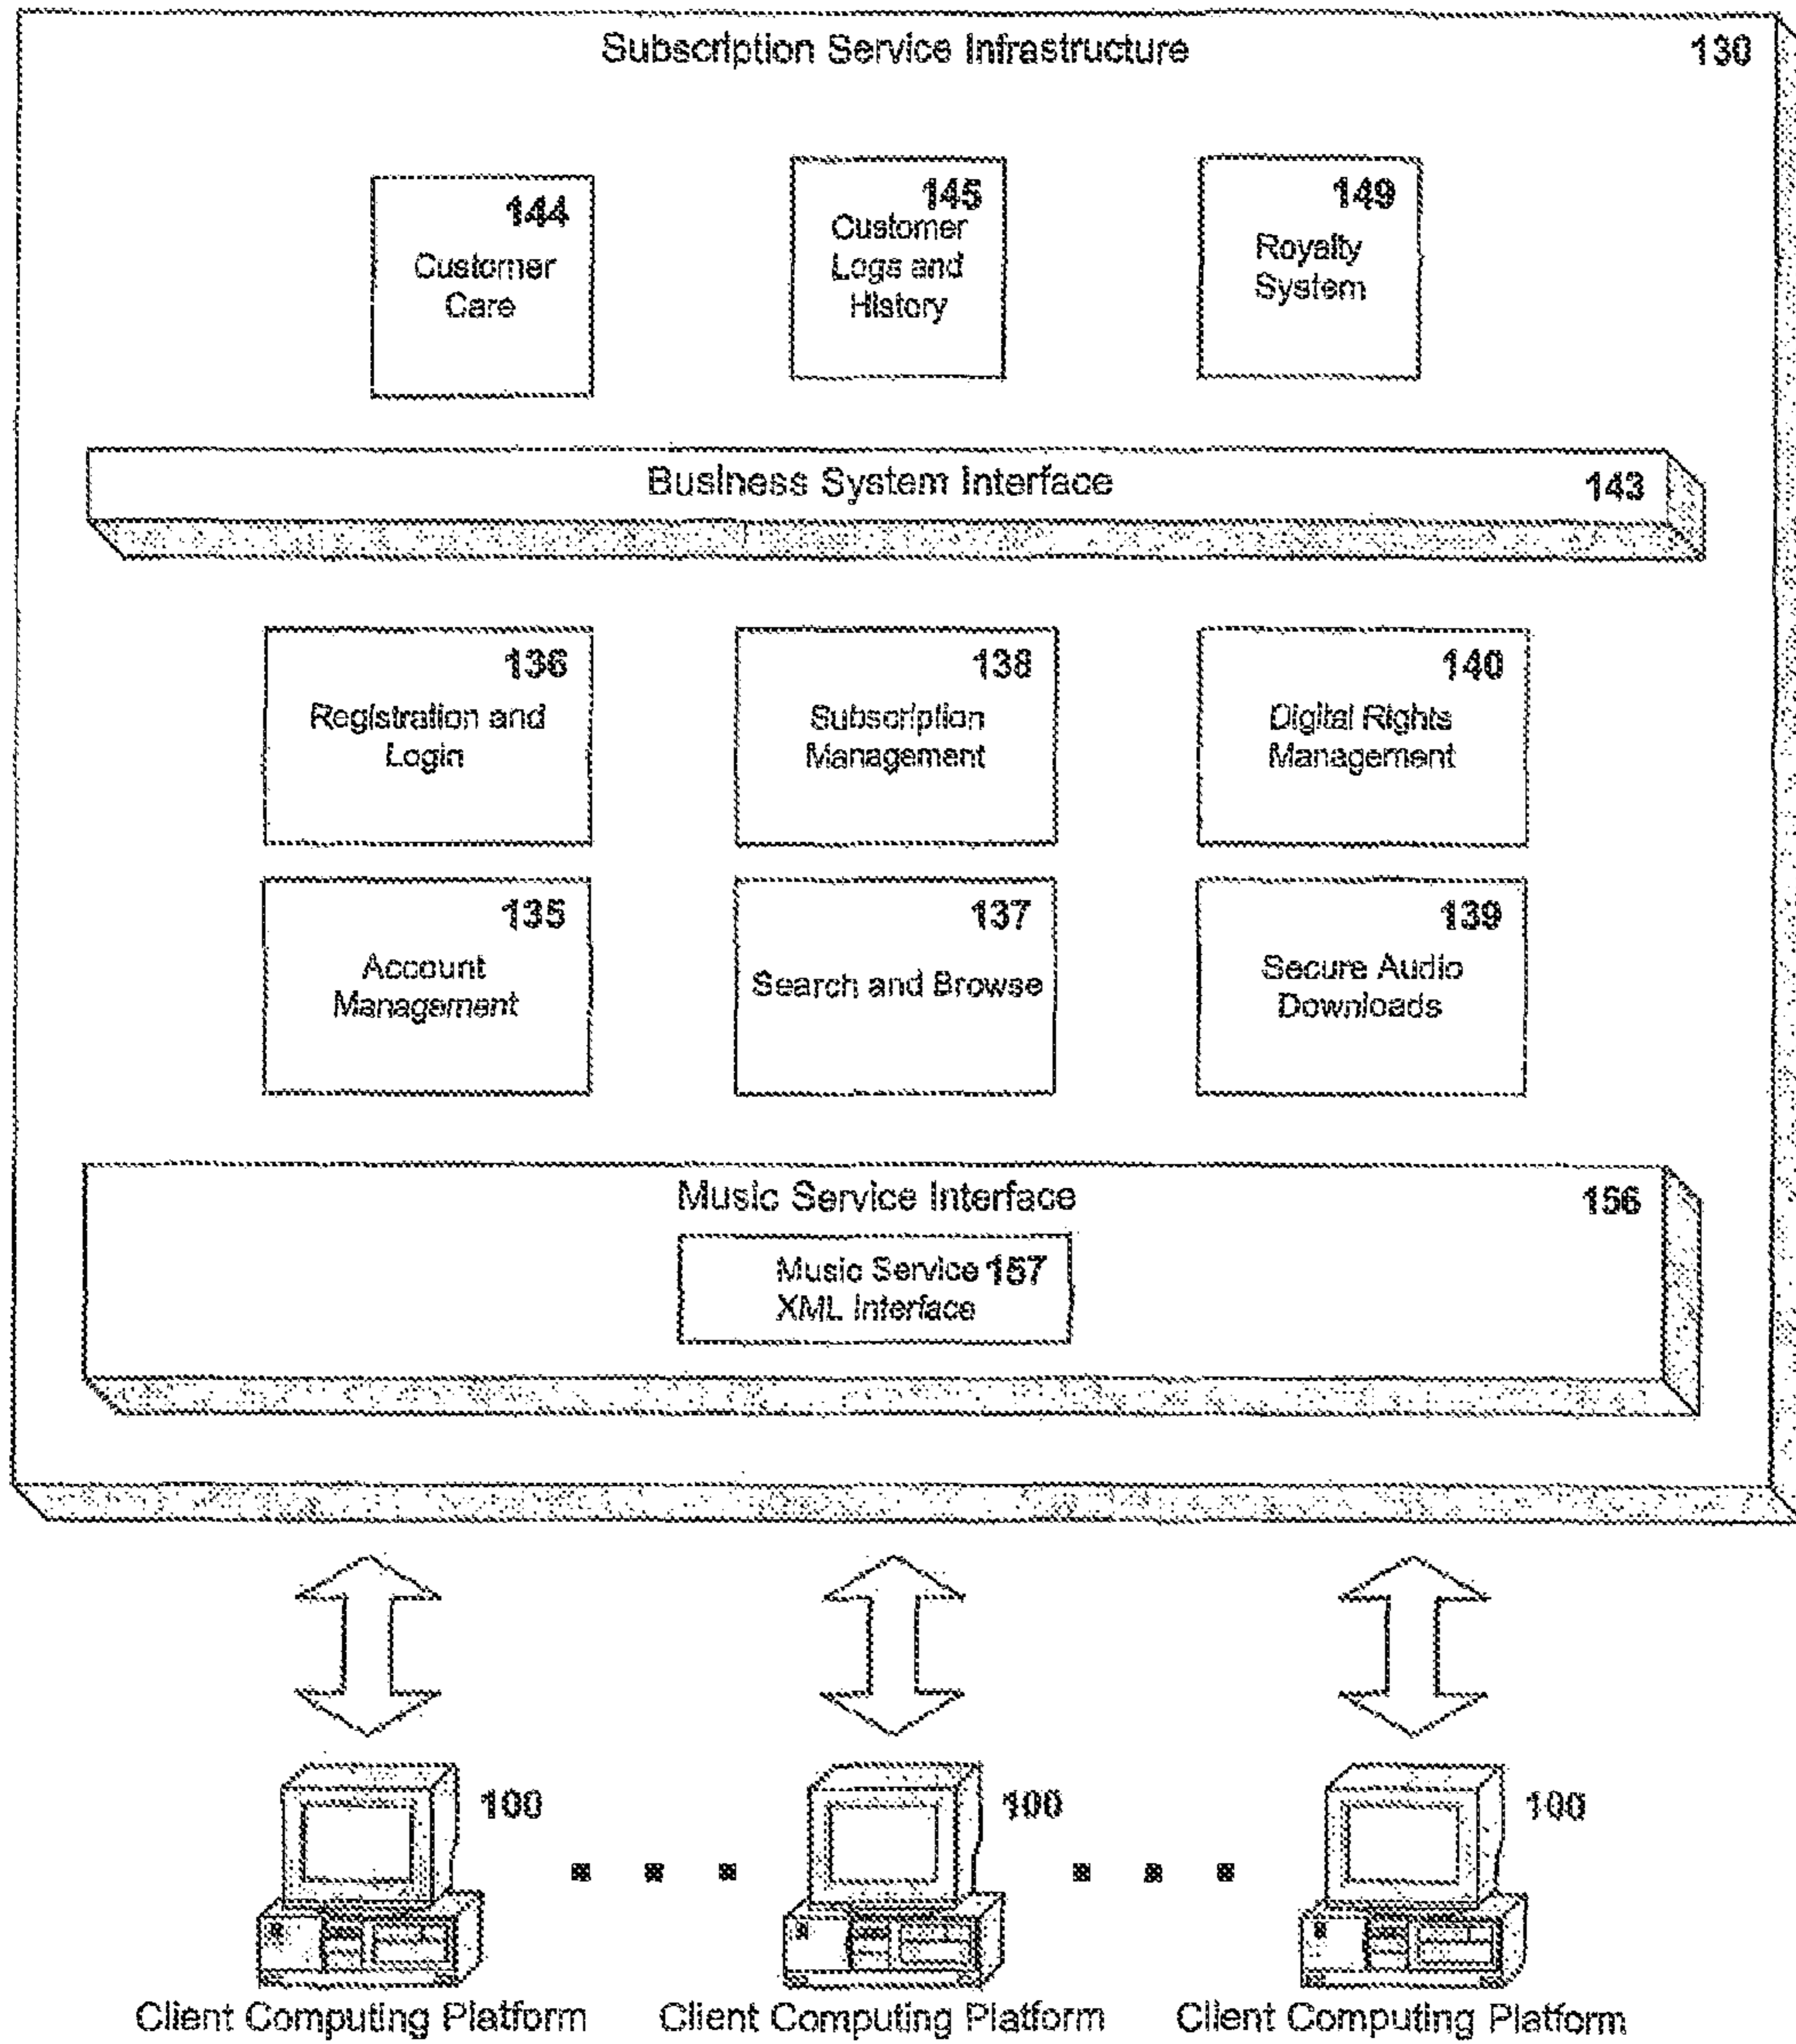 Subscription Service Infrastructure 130
144
Customer
Care
145
Customer
Logs and
History
149
Royalty
System
Business System Interface 143
136
Registration and
Login
138
Subscription
Management
140
Digital Rights
Management
135
Account
Management
137
Search and Browse
139
Secure Audio
Downloads
Music Service Interface 156
Music Service 157
XML Interface
100
100
100
Client Computing Platform
Client Computing Platform
Client Computing Platform